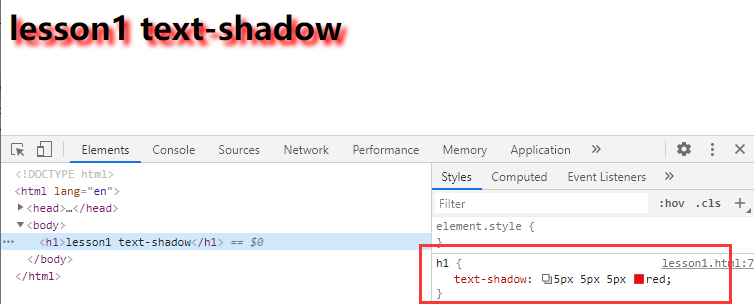 lesson1 text-shadow
Elements Console Sources Network Performance Memory Application »
<!DOCTYPE html>
<html lang="en">
▶<head>…</head>
▼<body>
··· <h1>lesson1 text-shadow</h1> == $0
</body>
</html>
Styles Computed Event Listeners »
Filter :hov .cls +
element.style {
}
h1 { lesson1.html:7
text-shadow: 5px 5px 5px red;
}